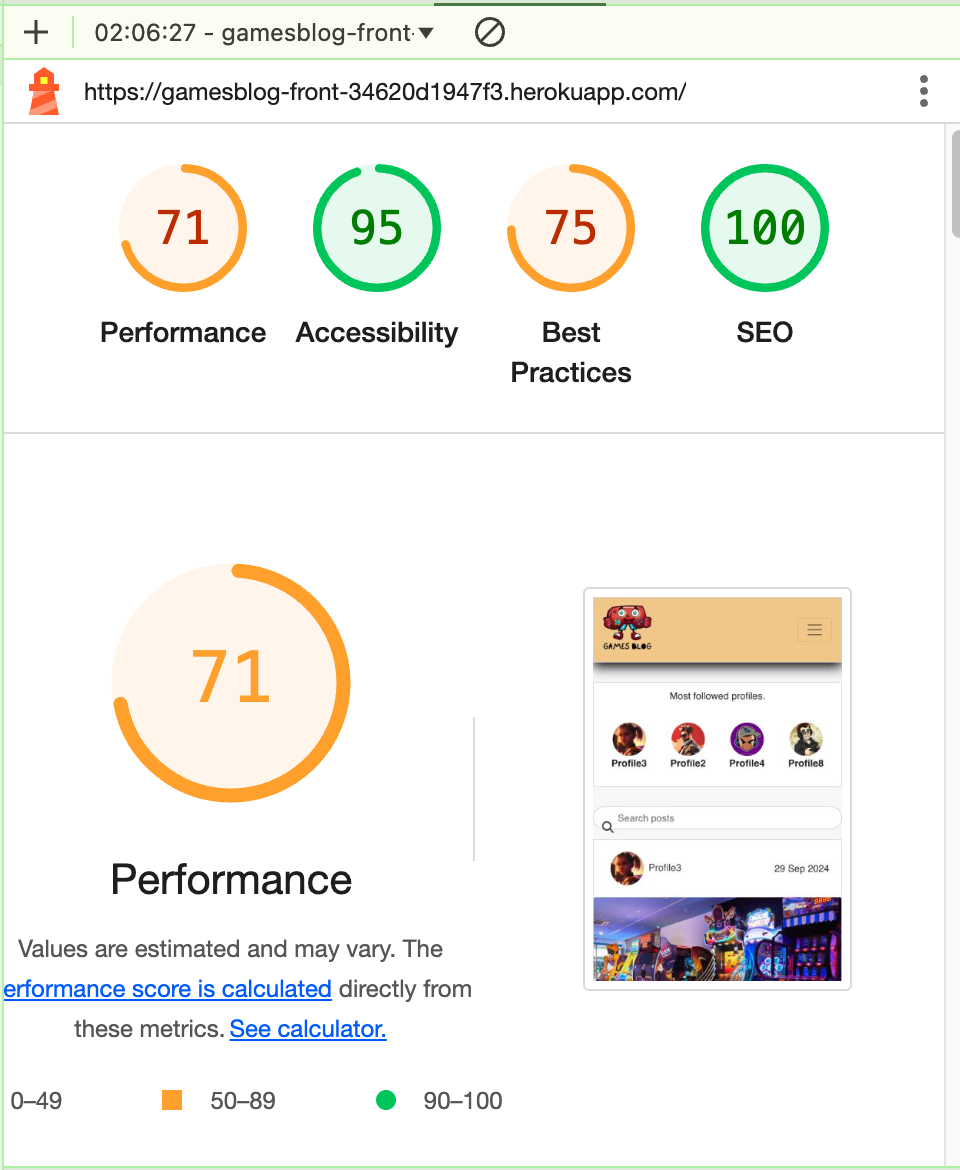 02:06:27 - gamesblog-front-
https://gamesblog-front-34620d1947f3.herokuapp.com/
71 95 75 100
Performance Accessibility Best SEO
Practices
71
Performance
Values are estimated and may vary. The
erformance score is calculated directly from
these metrics. See calculator.
0–49 50–89 90–100
GAMES BLOG
Most followed profiles.
Profile3 Profile2 Profile4 Profile8
Search posts
Profile3 29 Sep 2024